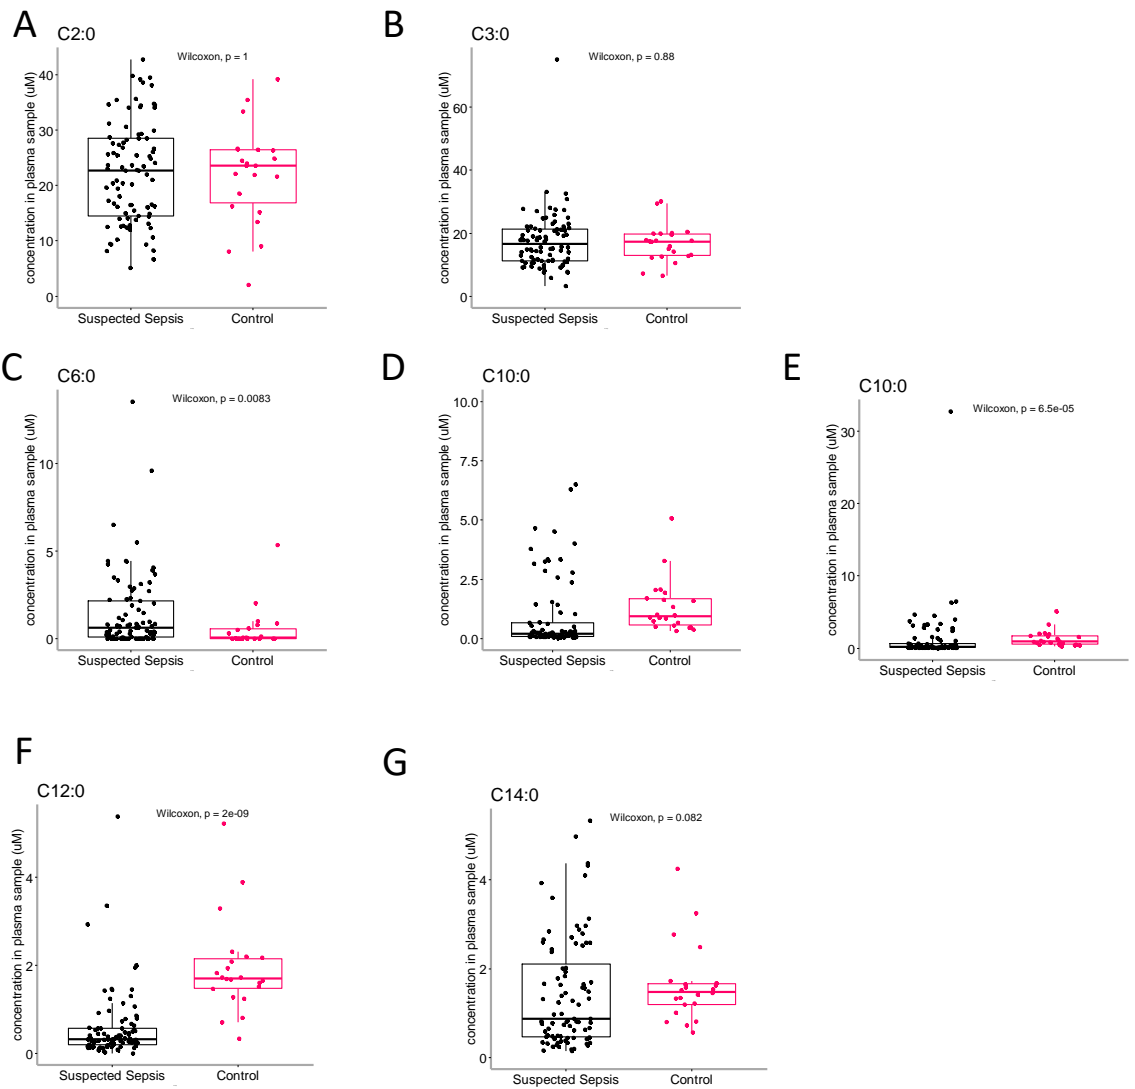 A
C2:0
Wilcoxon, p = 1
concentration in plasma sample (uM)
40
30
20
10
0
Suspected Sepsis Control
B
C3:0
Wilcoxon, p = 0.88
concentration in plasma sample (uM)
60
40
20
0
Suspected Sepsis Control
C
C6:0
Wilcoxon, p = 0.0083
concentration in plasma sample (uM)
10
5
0
Suspected Sepsis Control
D
C10:0
concentration in plasma sample (uM)
10.0
7.5
5.0
2.5
0.0
Suspected Sepsis Control
E
C10:0
Wilcoxon, p = 6.5e-05
concentration in plasma sample (uM)
30
20
10
0
Suspected Sepsis Control
F
C12:0
Wilcoxon, p = 2e-09
concentration in plasma sample (uM)
4
2
0
Suspected Sepsis Control
G
C14:0
Wilcoxon, p = 0.082
concentration in plasma sample (uM)
4
2
0
Suspected Sepsis Control